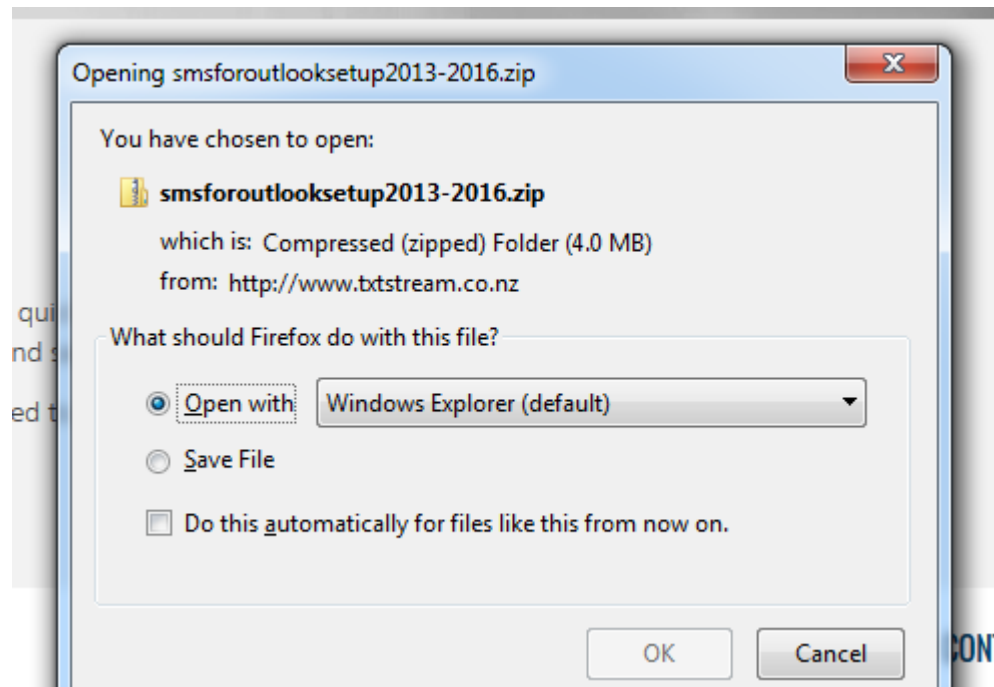 Opening smsforoutlooksetup2013-2016.zip
You have chosen to open:
smsforoutlooksetup2013-2016.zip
which is: Compressed (zipped) Folder (4.0 MB)
from: http://www.txtstream.co.nz
What should Firefox do with this file?
Open with Windows Explorer (default)
Save File
Do this automatically for files like this from now on.
OK Cancel